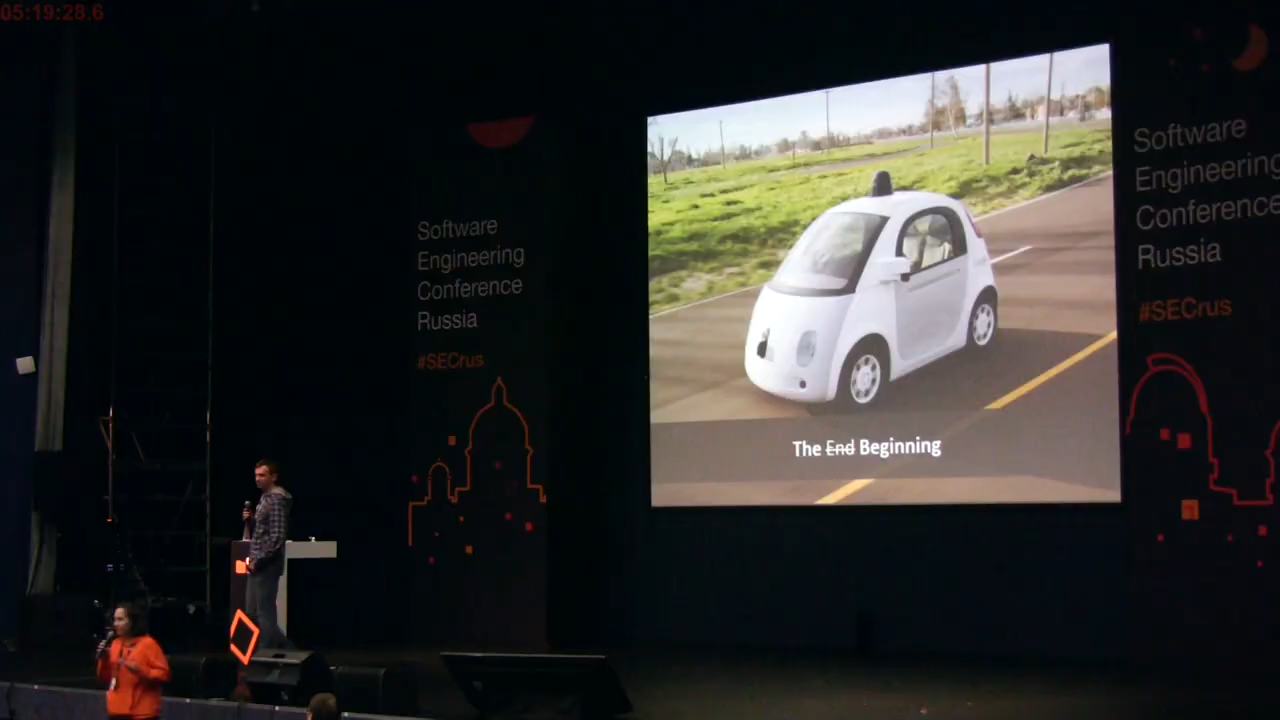 05:19:28.6
Software
Engineering
Conference
Russia
#SECrus
The End Beginning
Software
Engineering
Conference
Russia
#SECrus